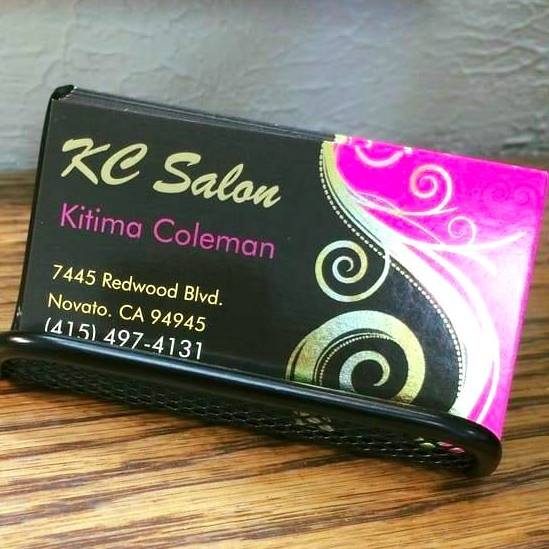 KC Salon
Kitima Coleman
7445 Redwood Blvd.
Novato. CA 94945
(415) 497-4131